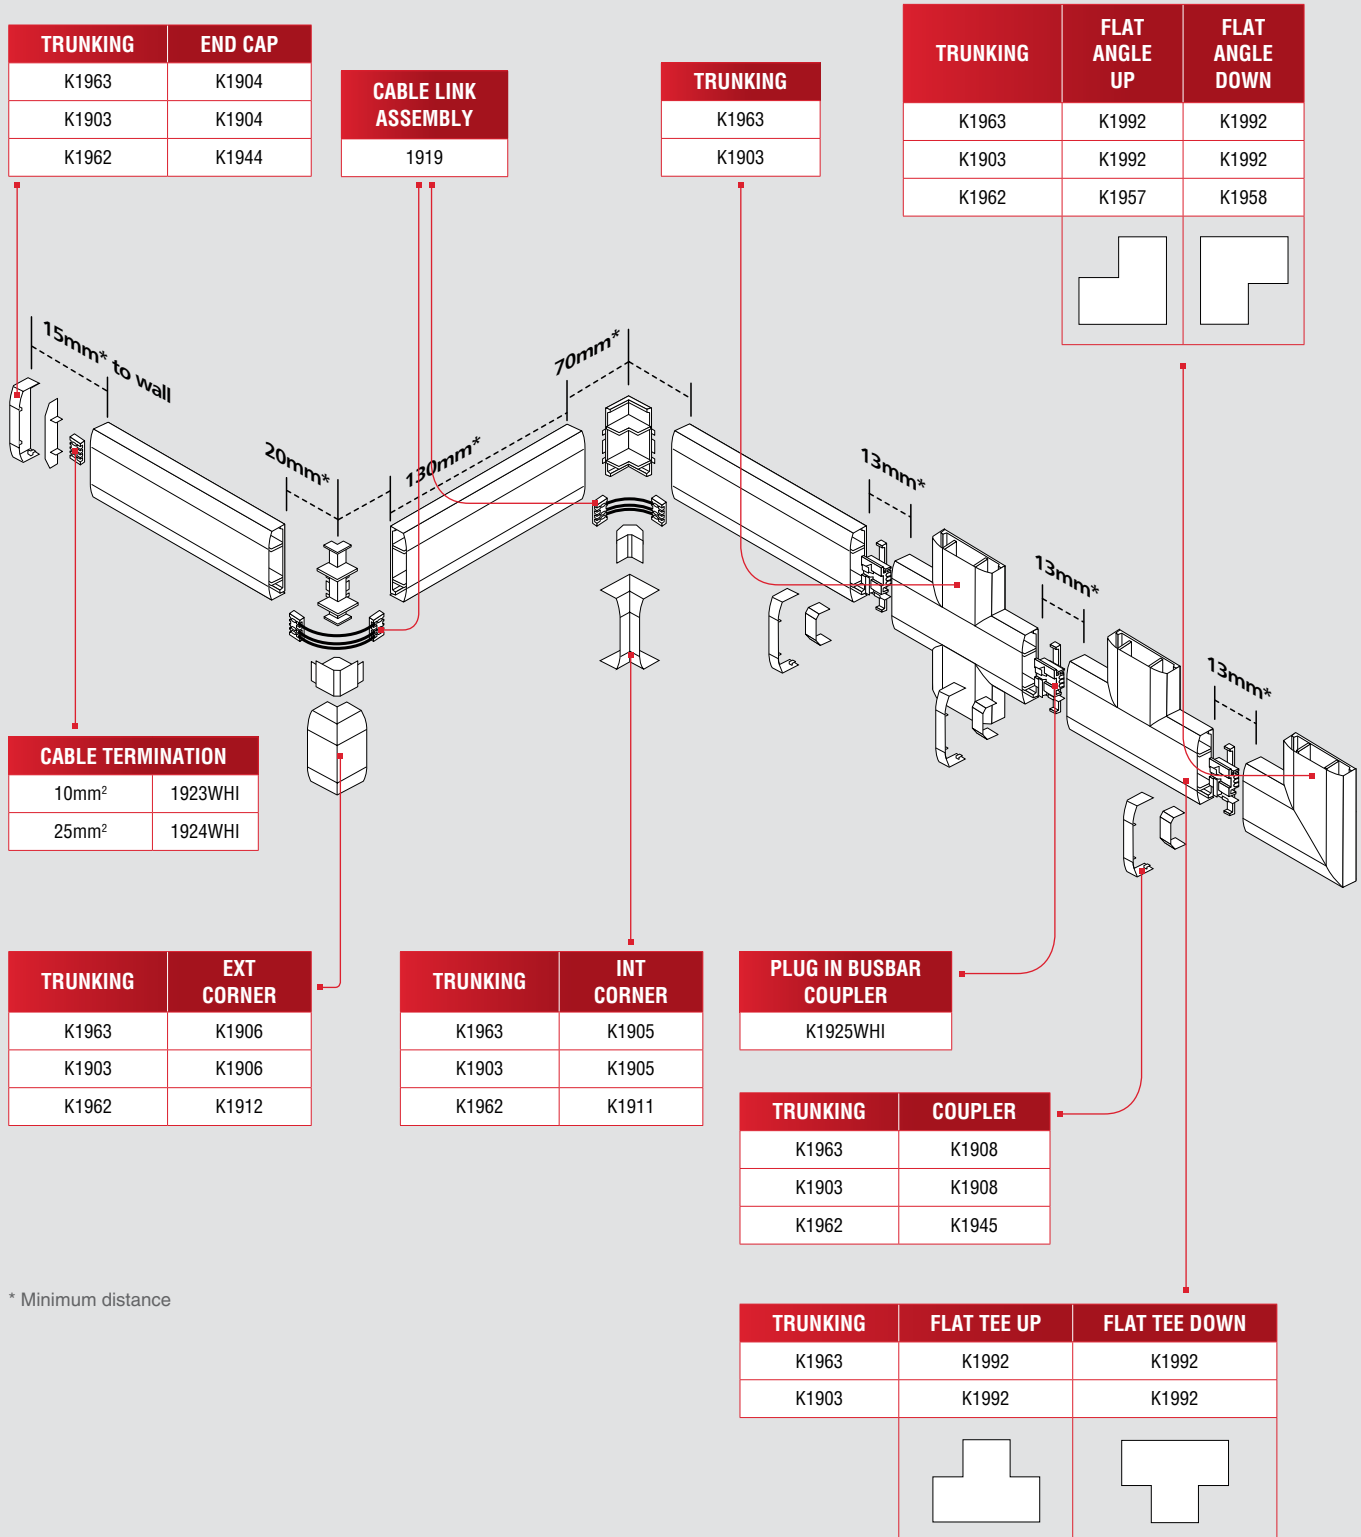 TRUNKING END CAP
K1963 K1904
K1903 K1904
K1962 K1944
CABLE LINK
ASSEMBLY
1919
TRUNKING
K1963
K1903
TRUNKING FLAT ANGLE UP FLAT ANGLE DOWN
K1963 K1992 K1992
K1903 K1992 K1992
K1962 K1957 K1958
15mm* to wall
20mm*
130mm*
70mm*
13mm*
13mm*
13mm*
CABLE TERMINATION
10mm² 1923WHI
25mm² 1924WHI
TRUNKING EXT CORNER
K1963 K1906
K1903 K1906
K1962 K1912
TRUNKING INT CORNER
K1963 K1905
K1903 K1905
K1962 K1911
PLUG IN BUSBAR
COUPLER
K1925WHI
TRUNKING COUPLER
K1963 K1908
K1903 K1908
K1962 K1945
* Minimum distance
TRUNKING FLAT TEE UP FLAT TEE DOWN
K1963 K1992 K1992
K1903 K1992 K1992